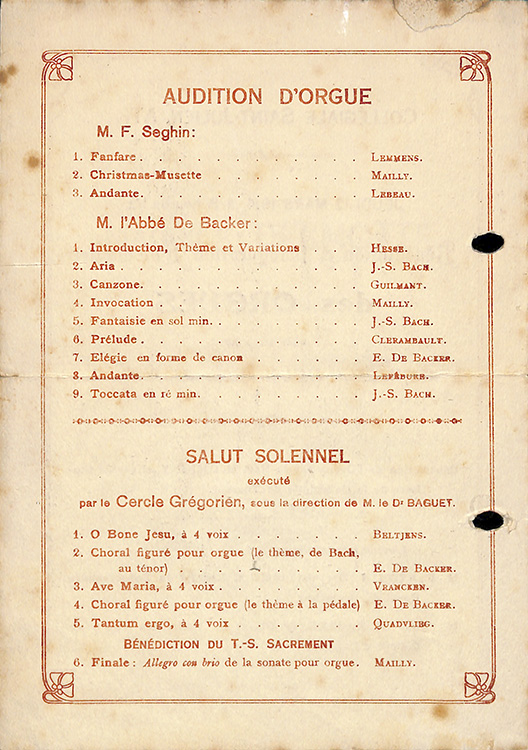 AUDITION D'ORGUE
M. F. Seghin:
1. Fanfare . . . . . . . . . . . LEMMENS.
2. Christmas-Musette . . . . . . . MAILLY.
3. Andante. . . . . . . . . . . LEBEAU.
M. l'Abbé De Backer:
1. Introduction, Thème et Variations . . . HESSE.
2. Aria . . . . . . . . . . . . J.-S. BACH.
3. Canzone. . . . . . . . . . . GUILMANT.
4. Invocation . . . . . . . . . . MAILLY.
5. Fantaisie en sol min. . . . . . . . J.-S. BACH.
6. Prélude . . . . . . . . . . . CLERAMBAULT.
7. Elégie en forme de canon . . . . . . E. DE BACKER.
8. Andante. . . . . . . . . . . LEFÉBURE.
9. Toccata en ré min. . . . . . . . . J.-S. BACH.
SALUT SOLENNEL
exécuté
par le Cercle Grégorien, sous la direction de M. le Dr BAGUET.
1. O Bone Jesu, à 4 voix . . . . . . BELTJENS.
2. Choral figuré pour orgue (le thème, de Bach,
au ténor) . . . . . . . . . E. DE BACKER.
3. Ave Maria, à 4 voix . . . . . . . VRANCKEN.
4. Choral figuré pour orgue (le thème à la pédale) E. DE BACKER.
5. Tantum ergo, à 4 voix . . . . . . QUADVLIEG.
BÉNÉDICTION DU T.-S. SACREMENT
6. Finale : Allegro con brio de la sonate pour orgue. MAILLY.